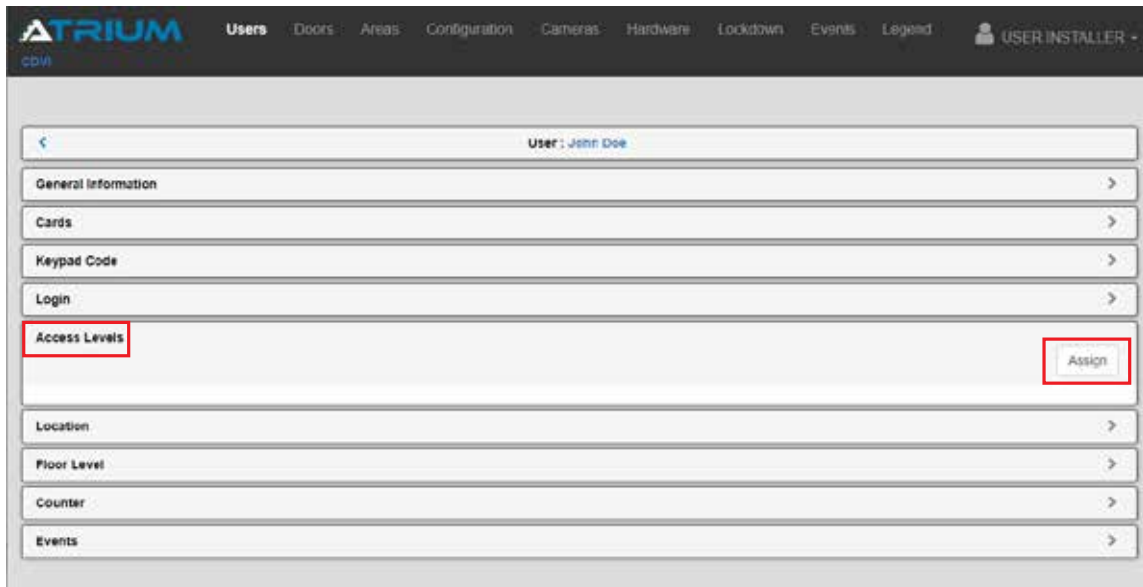 ATRIUM Users Doors Areas Configuration Cameras Hardware Lockdown Events Legend USER INSTALLER
CDVI
User : John Doe
General Information
Cards
Keypad Code
Login
Access Levels
Assign
Location
Floor Level
Counter
Events